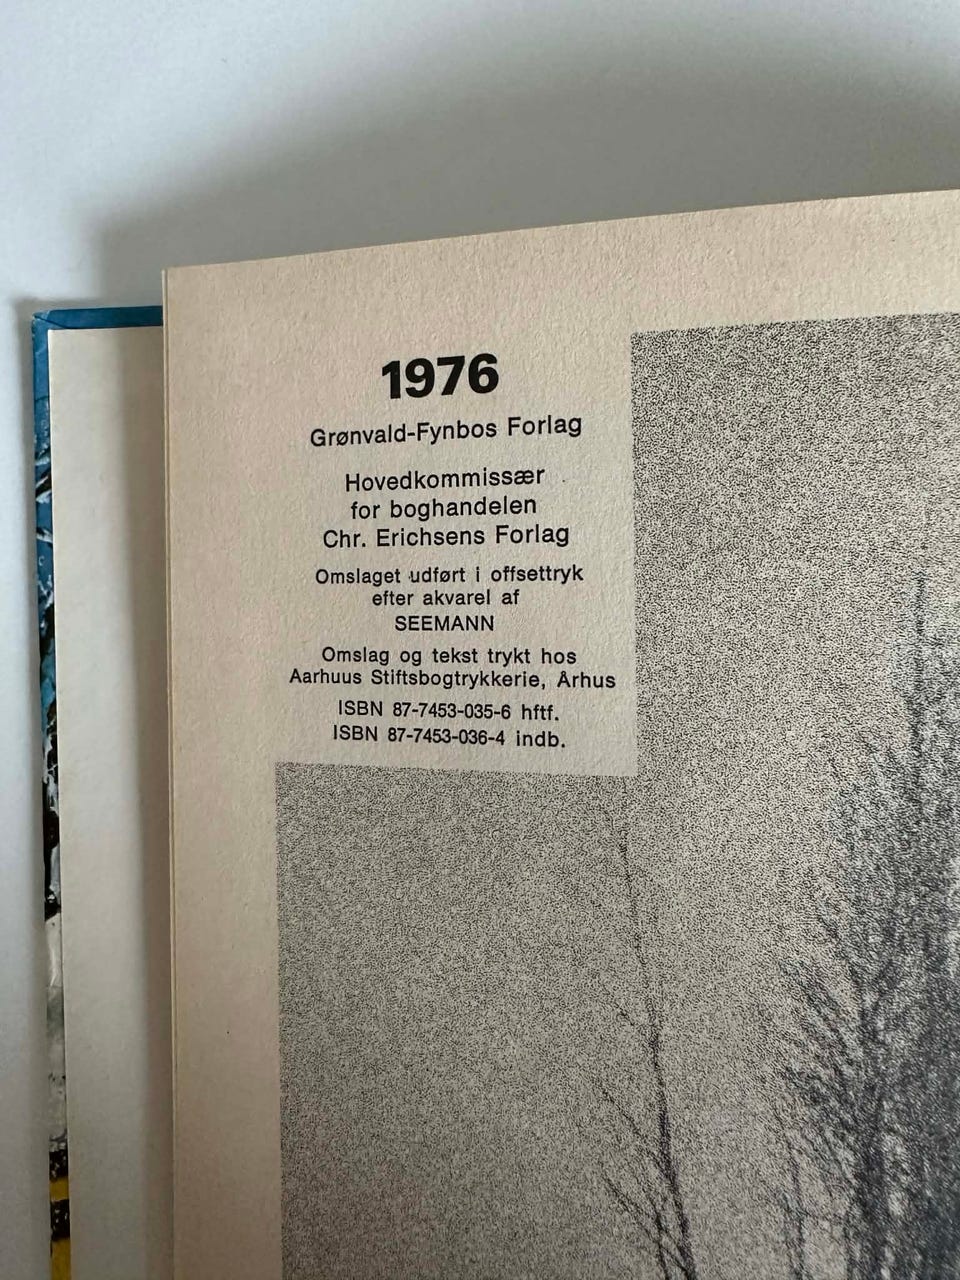 1976
Grønvald-Fynbos Forlag
Hovedkommissær
for boghandelen
Chr. Erichsens Forlag
Omslaget udført i offsettryk
efter akvarel af
SEEMANN
Omslag og tekst trykt hos
Aarhuus Stiftsbogtrykkerie, Århus
ISBN 87-7453-035-6 hftf.
ISBN 87-7453-036-4 indb.